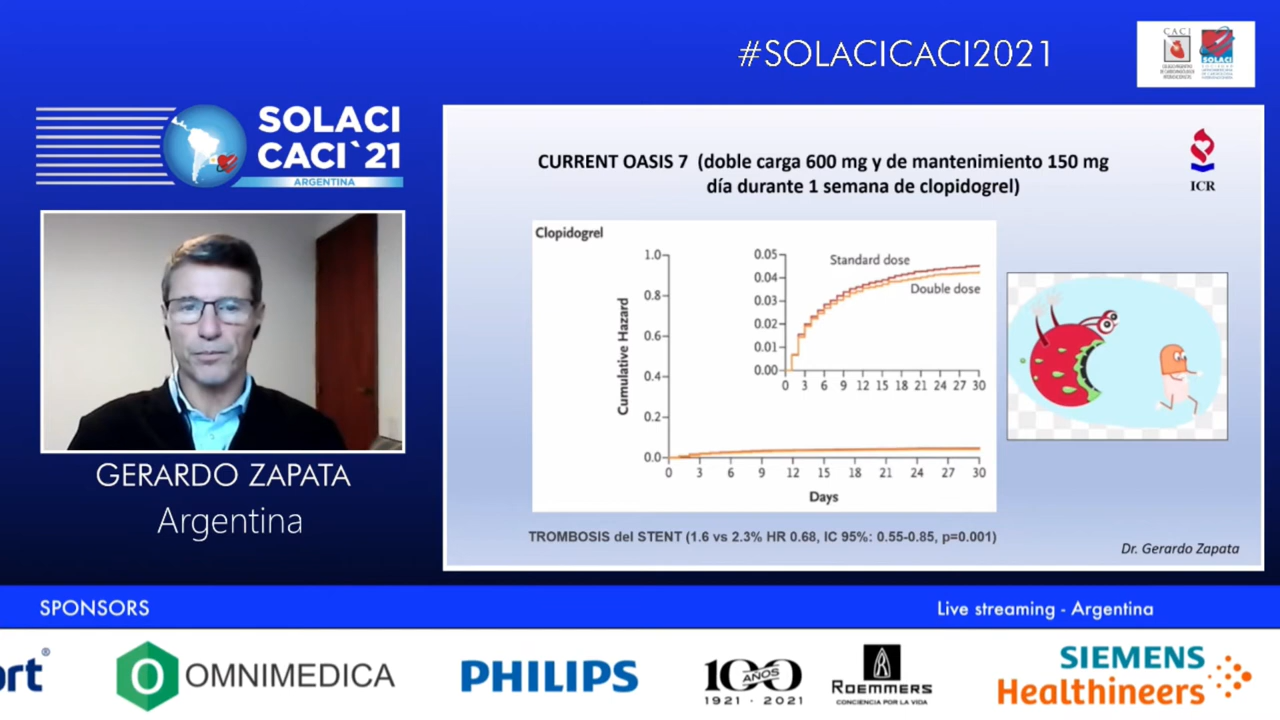 #SOLACICACI2021
CACI
SOLACI
SOLACI
CACI`21
ARGENTINA
GERARDO ZAPATA
Argentina
CURRENT OASIS 7 (doble carga 600 mg y de mantenimiento 150 mg
día durante 1 semana de clopidogrel)
ICR
Clopidogrel
Cumulative Hazard
1.0
0.8
0.6
0.4
0.2
0.0
0 3 6 9 12 15 18 21 24 27 30
Days
0.05
0.04
0.03
0.02
0.01
0.00
0 3 6 9 12 15 18 21 24 27 30
Standard dose
Double dose
TROMBOSIS del STENT (1.6 vs 2.3% HR 0.68, IC 95%: 0.55-0.85, p=0.001)
Dr. Gerardo Zapata
SPONSORS
Live streaming - Argentina
ort®
OMNIMEDICA
PHILIPS
100
AÑOS
1921 - 2021
ROEMMERS
CONCIENCIA POR LA VIDA
SIEMENS
Healthineers